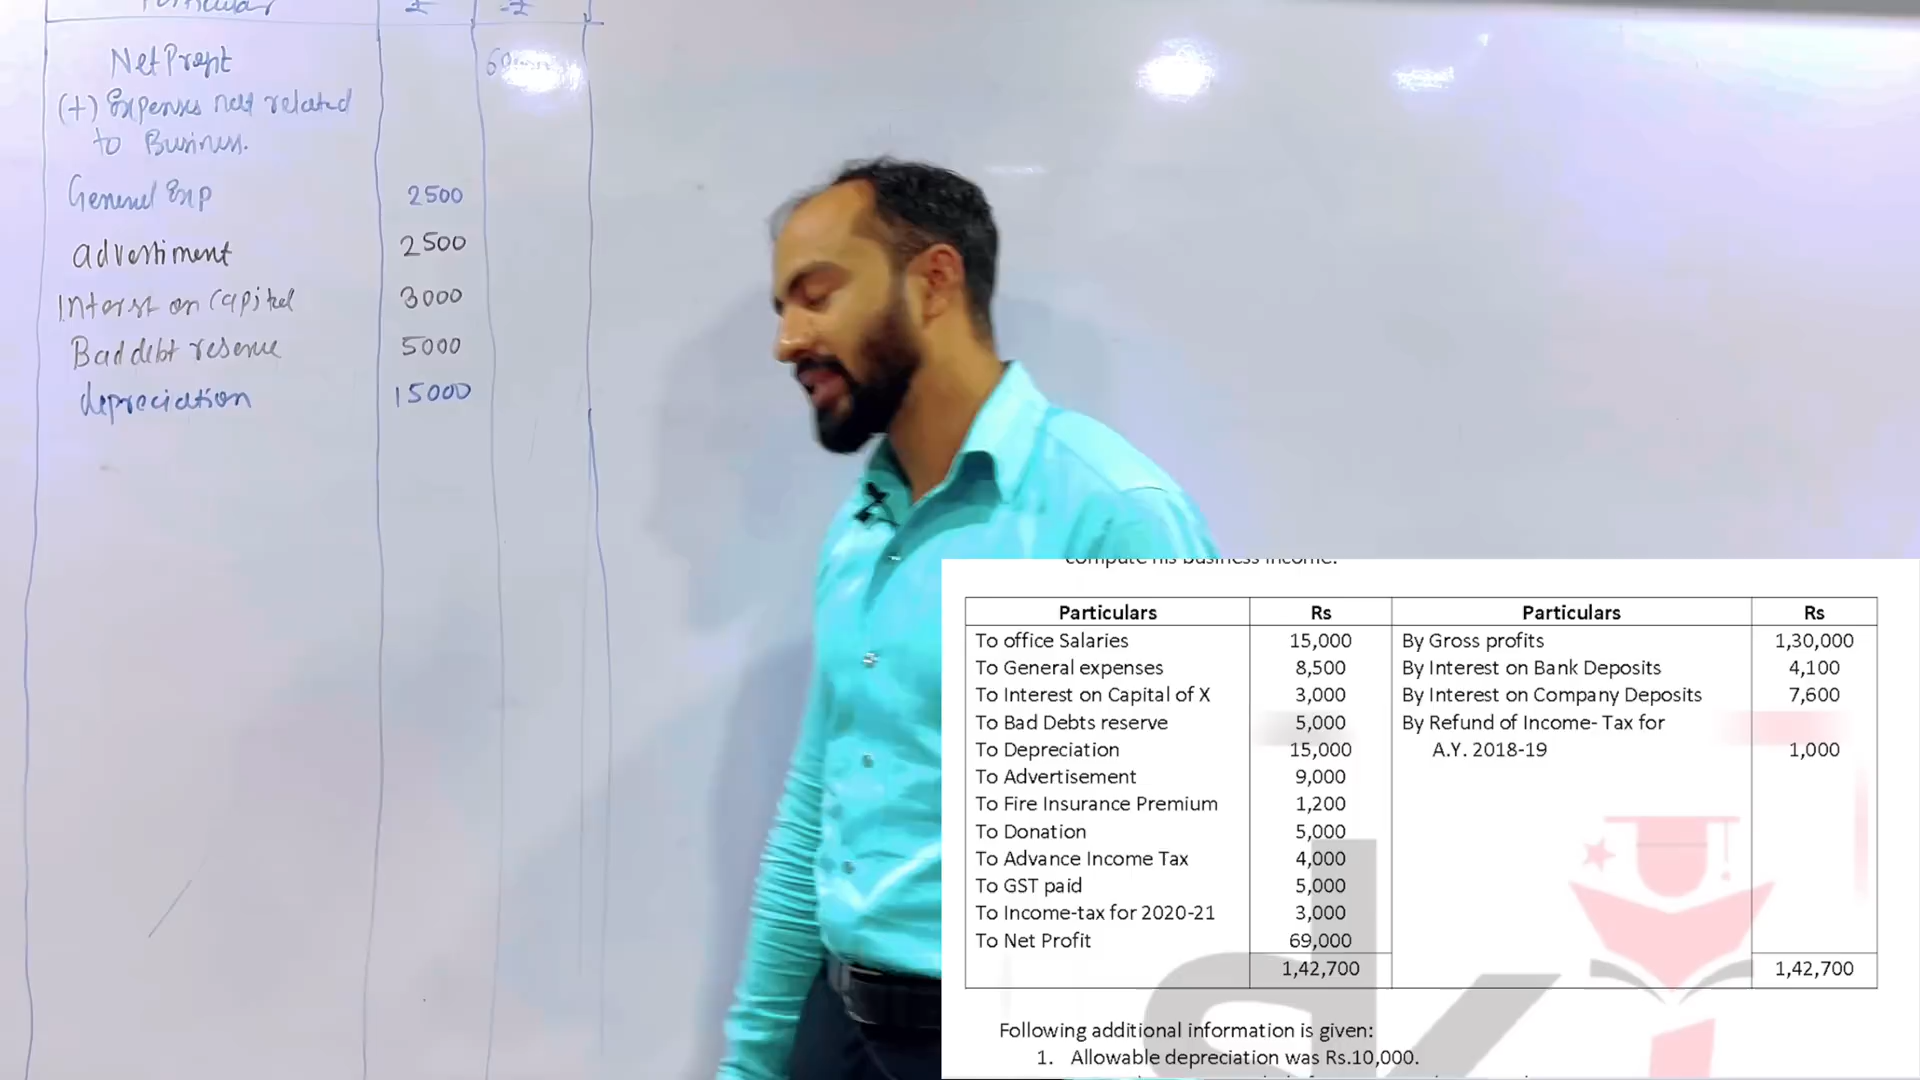 Particular ₹ ₹
Net Profit
(+) Expenses not related
to Business.
General Exp 2500
advertiment 2500
Interst on Capital 3000
Bad debt reserve 5000
depreciation 15000
compute his business income.
Particulars Rs Particulars Rs
To office Salaries 15,000 By Gross profits 1,30,000
To General expenses 8,500 By Interest on Bank Deposits 4,100
To Interest on Capital of X 3,000 By Interest on Company Deposits 7,600
To Bad Debts reserve 5,000 By Refund of Income- Tax for
To Depreciation 15,000 A.Y. 2018-19 1,000
To Advertisement 9,000
To Fire Insurance Premium 1,200
To Donation 5,000
To Advance Income Tax 4,000
To GST paid 5,000
To Income-tax for 2020-21 3,000
To Net Profit 69,000
1,42,700 1,42,700
Following additional information is given:
1. Allowable depreciation was Rs.10,000.